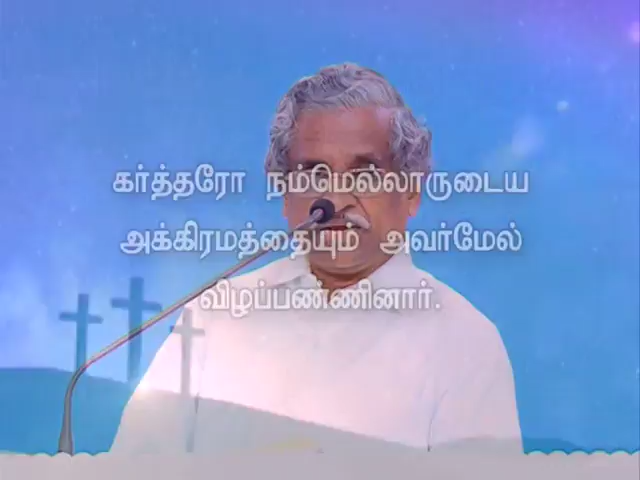 கர்த்தரோ நம்மெல்லாருடைய
அக்கிரமத்தையும் அவர்மேல்
விழப்பண்ணினார்.